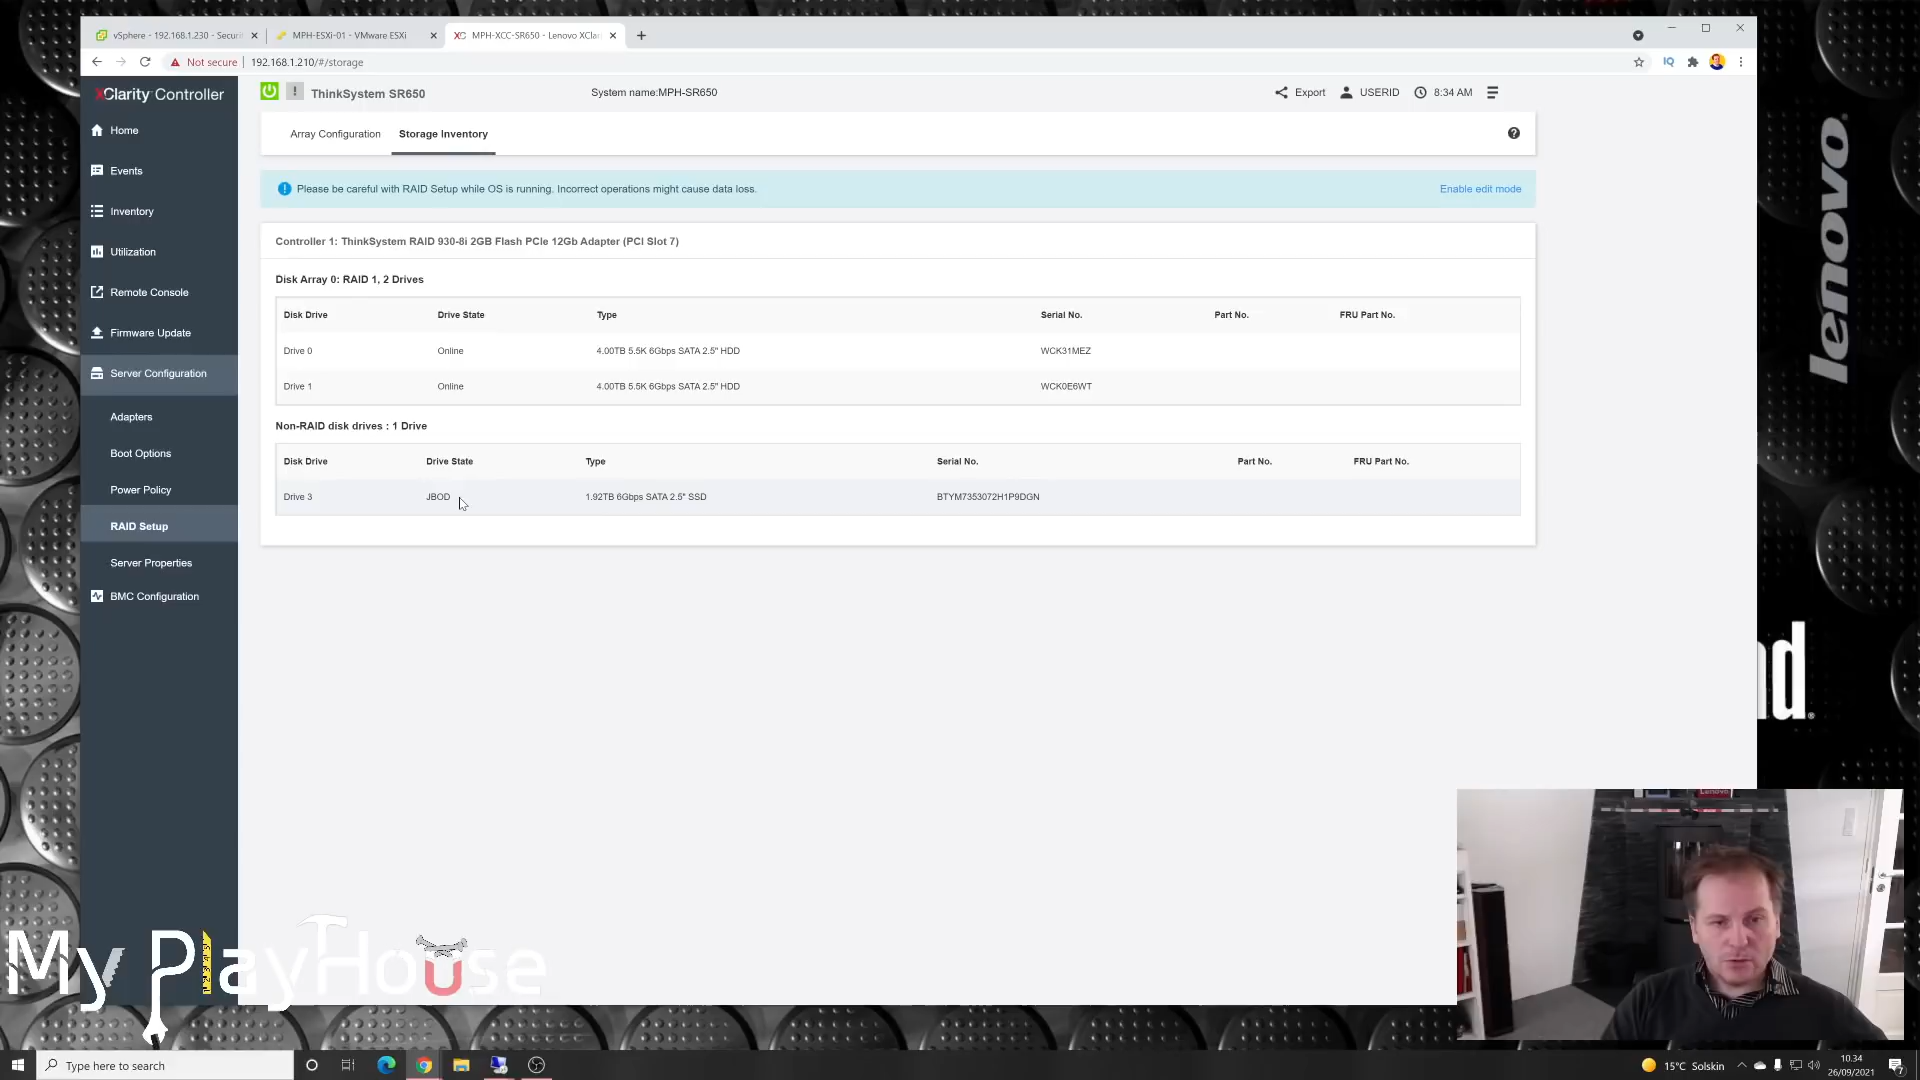 vSphere - 192.168.1.230 - Securi
MPH-ESXi-01 - VMware ESXi
XC MPH-XCC-SR650 - Lenovo XClar
Not secure 192.168.1.210/#/storage
IQ
XClarity Controller
Home
Events
Inventory
Utilization
Remote Console
Firmware Update
Server Configuration
Adapters
Boot Options
Power Policy
RAID Setup
Server Properties
BMC Configuration
ThinkSystem SR650
System name:MPH-SR650
Export
USERID
8:34 AM
Array Configuration
Storage Inventory
Please be careful with RAID Setup while OS is running. Incorrect operations might cause data loss.
Enable edit mode
Controller 1: ThinkSystem RAID 930-8i 2GB Flash PCIe 12Gb Adapter (PCI Slot 7)
Disk Array 0: RAID 1, 2 Drives
Disk Drive Drive State Type Serial No. Part No. FRU Part No.
Drive 0 Online 4.00TB 5.5K 6Gbps SATA 2.5" HDD WCK31MEZ
Drive 1 Online 4.00TB 5.5K 6Gbps SATA 2.5" HDD WCK0E6WT
Non-RAID disk drives : 1 Drive
Disk Drive Drive State Type Serial No. Part No. FRU Part No.
Drive 3 JBOD 1.92TB 6Gbps SATA 2.5" SSD BTYM7353072H1P9DGN
lenovo
nd
My PlayHouse
Type here to search
15°C Solskin
10.34
26/09/2021